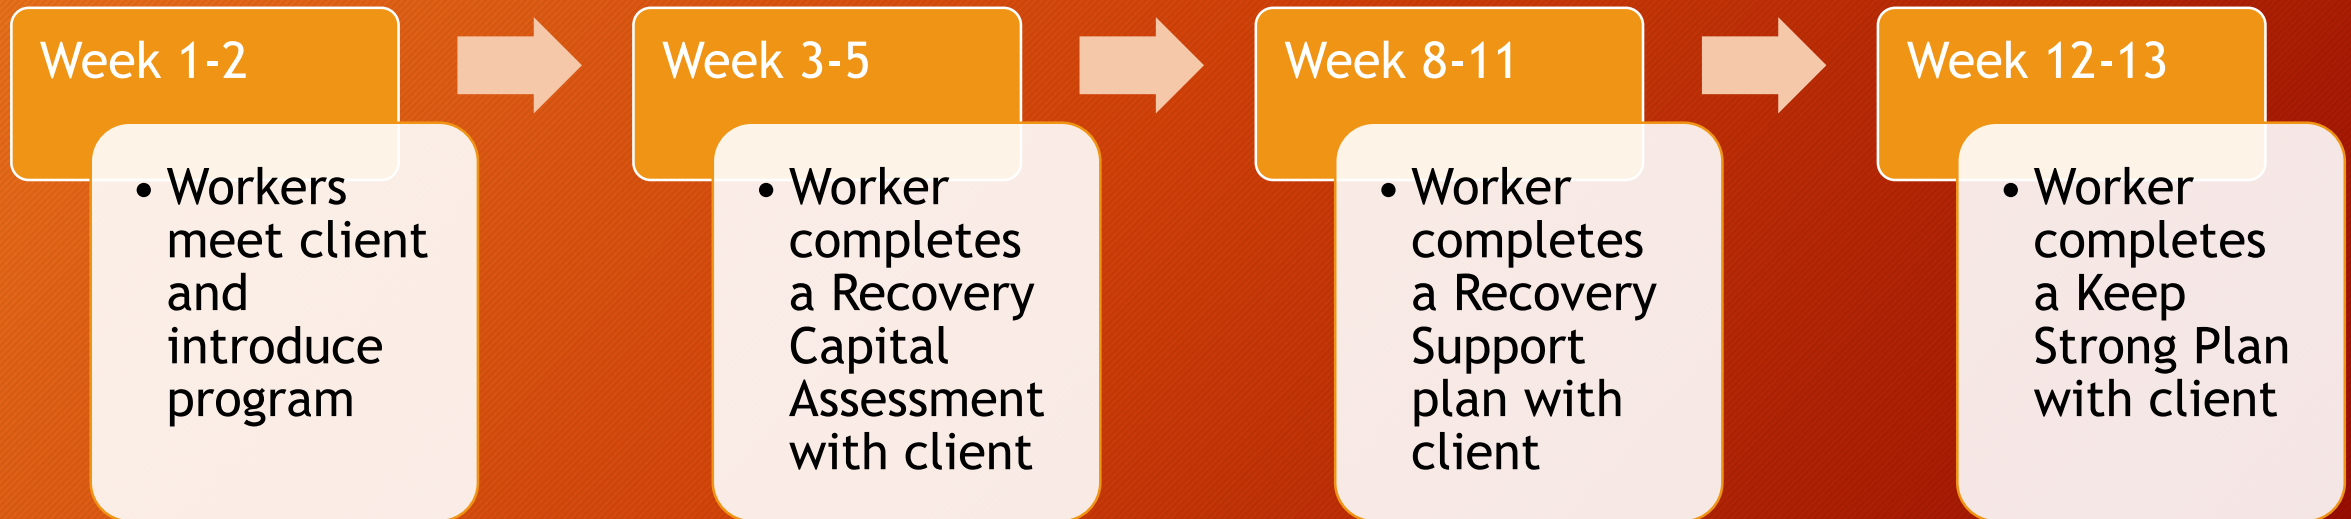 Week 1-2
• Workers
meet client
and
introduce
program
Week 3-5
• Worker
completes
a Recovery
Capital
Assessment
with client
Week 8-11
• Worker
completes
a Recovery
Support
plan with
client
Week 12-13
• Worker
completes
a Keep
Strong Plan
with client